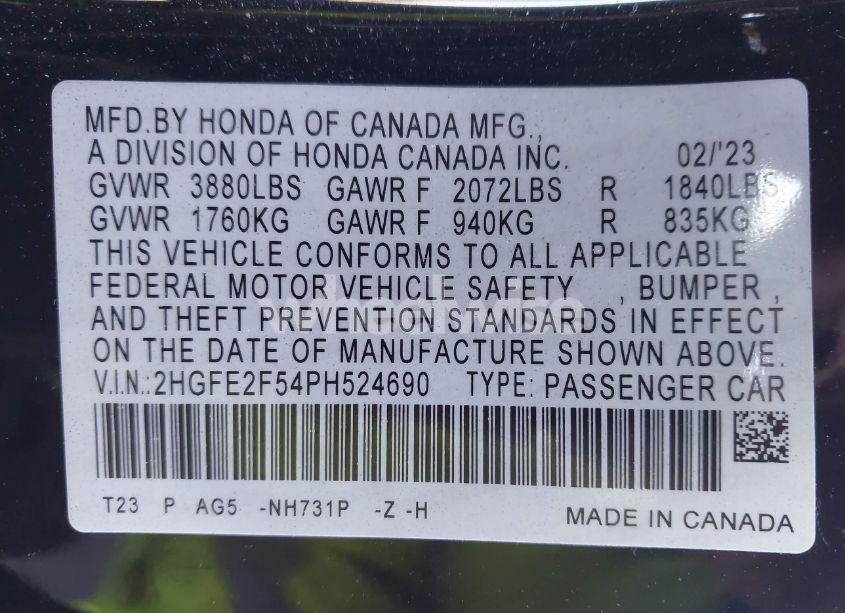 MFD.BY HONDA OF CANADA MFG.,
A DIVISION OF HONDA CANADA INC. 02/'23
GVWR 3880LBS GAWR F 2072LBS R 1840LBS
GVWR 1760KG GAWR F 940KG R 835KG
THIS VEHICLE CONFORMS TO ALL APPLICABLE
FEDERAL MOTOR VEHICLE SAFETY , BUMPER ,
AND THEFT PREVENTION STANDARDS IN EFFECT
ON THE DATE OF MANUFACTURE SHOWN ABOVE.
V.I.N.:2HGFE2F54PH524690 TYPE: PASSENGER CAR
T23 P AG5 -NH731P -Z -H
MADE IN CANADA